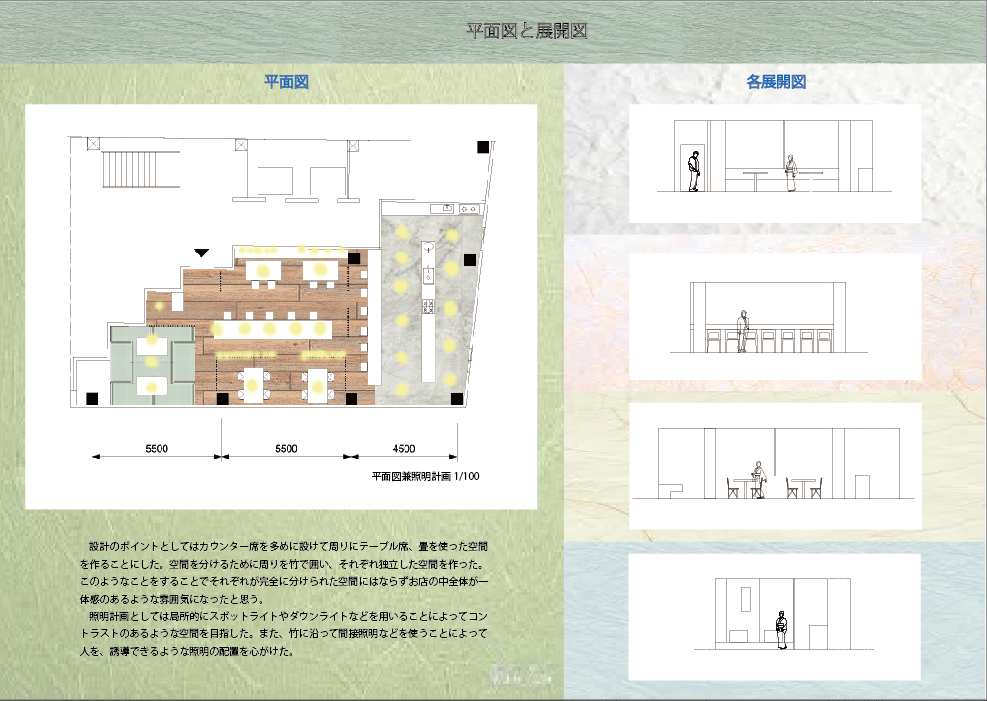 平面図と展開図
平面図
各展開図
5500
5500
4500
平面図兼照明計画 1/100
設計のポイントとしてはカウンター席を多めに設けて周りにテーブル席、畳を使った空間
を作ることにした。空間を分けるために周りを竹で囲い、それぞれ独立した空間を作った。
このようなことをすることでそれぞれが完全に分けられた空間にはならずお店の中全体が一
体感のあるような雰囲気になったと思う。
照明計画としては局所的にスポットライトやダウンライトなどを用いることによってコン
トラストのあるような空間を目指した。また、竹に沿って間接照明などを使うことによって
人を、誘導できるような照明の配置を心がけた。